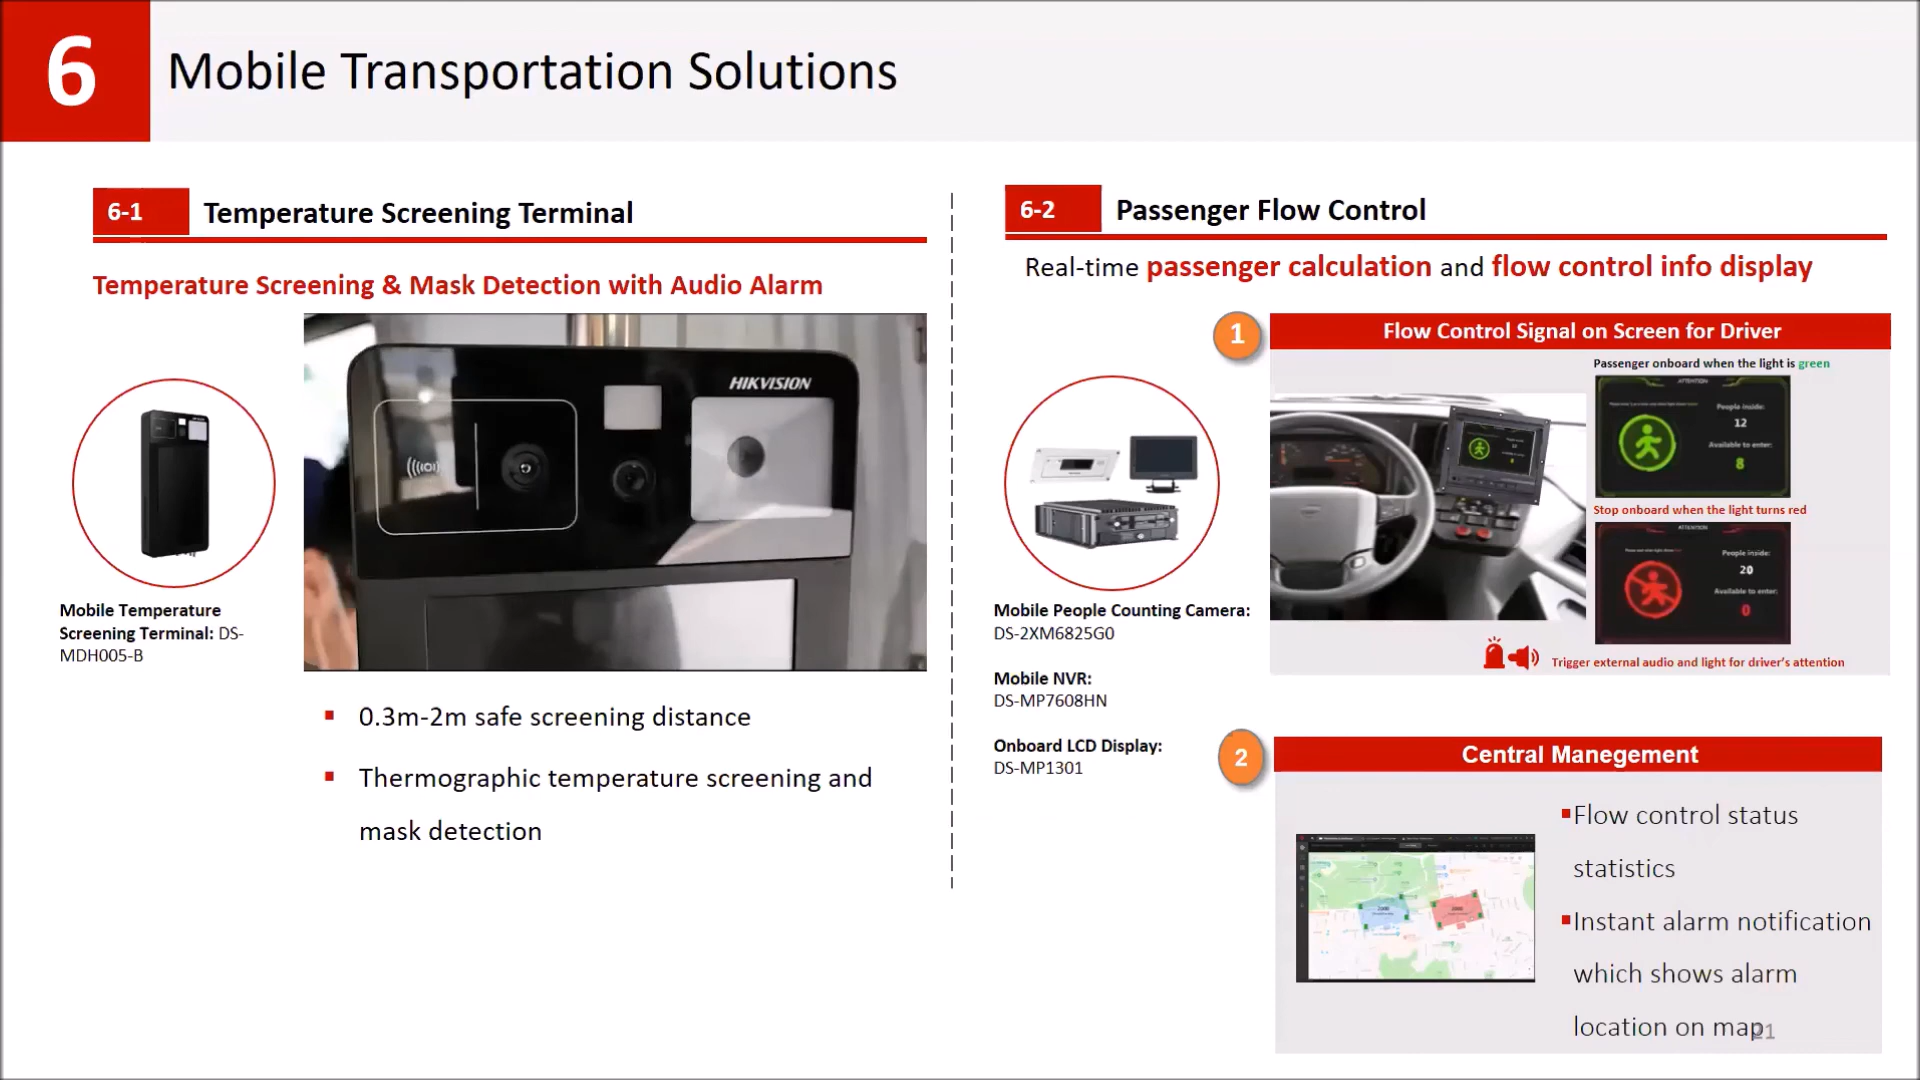 6
Mobile Transportation Solutions
6-1
Temperature Screening Terminal
Temperature Screening & Mask Detection with Audio Alarm
HIKVISION
Mobile Temperature
Screening Terminal: DS-
MDH005-B
0.3m-2m safe screening distance
Thermographic temperature screening and
mask detection
6-2
Passenger Flow Control
Real-time passenger calculation and flow control info display
1
Flow Control Signal on Screen for Driver
Passenger onboard when the light is green
ATTENTION
People inside:
12
Available to enter:
8
Stop onboard when the light turns red
ATTENTION
People inside:
20
Available to enter:
0
Trigger external audio and light for driver's attention
Mobile People Counting Camera:
DS-2XM6825G0
Mobile NVR:
DS-MP7608HN
Onboard LCD Display:
DS-MP1301
2
Central Manegement
Flow control status
statistics
Instant alarm notification
which shows alarm
location on map
21